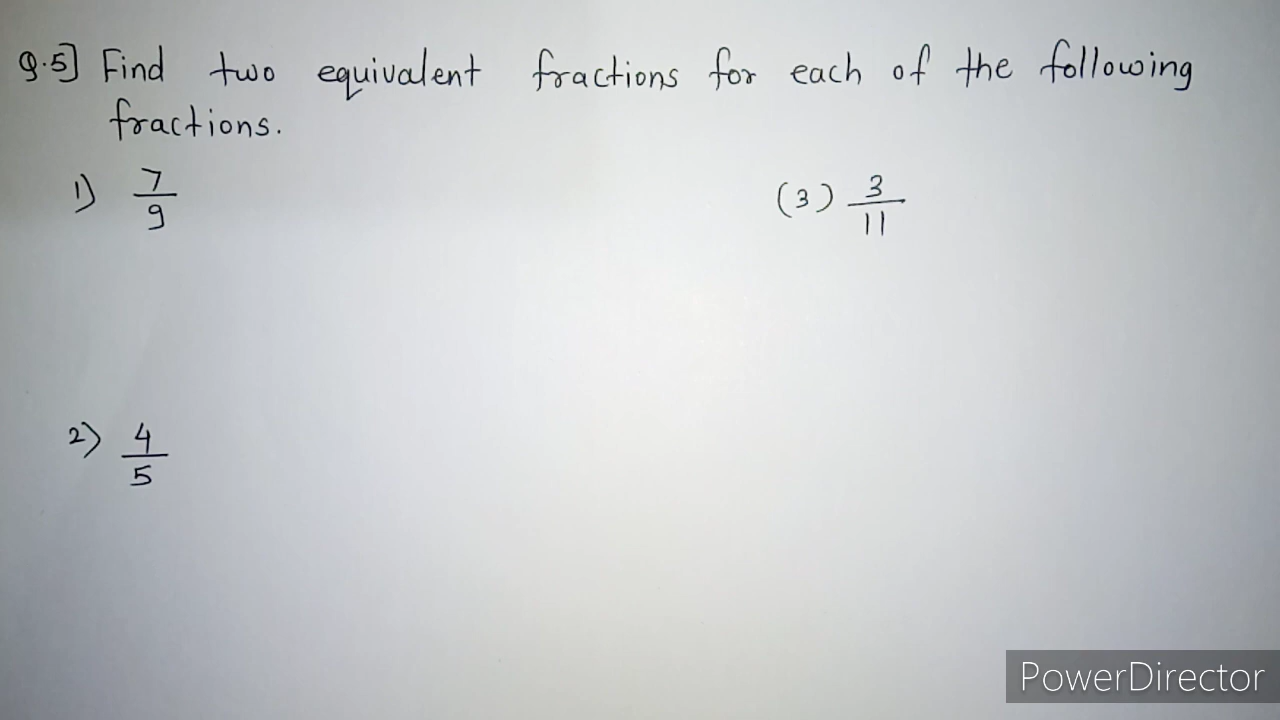 Q.5] Find two equivalent fractions for each of the following
fractions.
1) 7/9
(3) 3/11
2) 4/5
PowerDirector